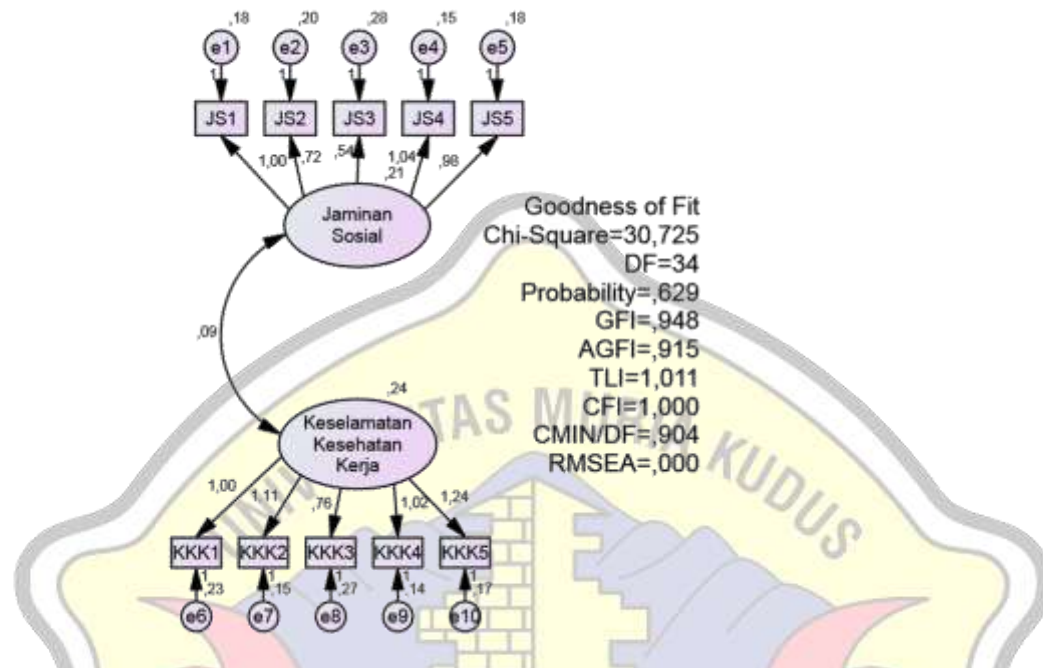 ,18 ,20 ,28 ,15 ,18
e1 e2 e3 e4 e5
1 1 1 1 1
JS1 JS2 JS3 JS4 JS5
1,00 ,72 ,54 1,04 ,98
,21
Jaminan
Sosial
Goodness of Fit
Chi-Square=30,725
DF=34
Probability=,629
GFI=,948
AGFI=,915
TLI=1,011
CFI=1,000
CMIN/DF=,904
RMSEA=,000
,09
,24
Keselamatan
Kesehatan
Kerja
1,00 1,11 ,76 1,02 1,24
KKK1 KKK2 KKK3 KKK4 KKK5
1 1 1 1 1
,23 ,15 ,27 ,14 ,17
e6 e7 e8 e9 e10
KUDUS